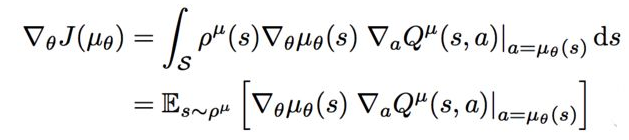 ∇_θ J(μ_θ) = ∫_𝒮 ρ^μ(s) ∇_θ μ_θ(s) ∇_a Q^μ(s, a)|_{a=μ_θ(s)} ds
= 𝔼_{s∼ρ^μ} [∇_θ μ_θ(s) ∇_a Q^μ(s, a)|_{a=μ_θ(s)}]